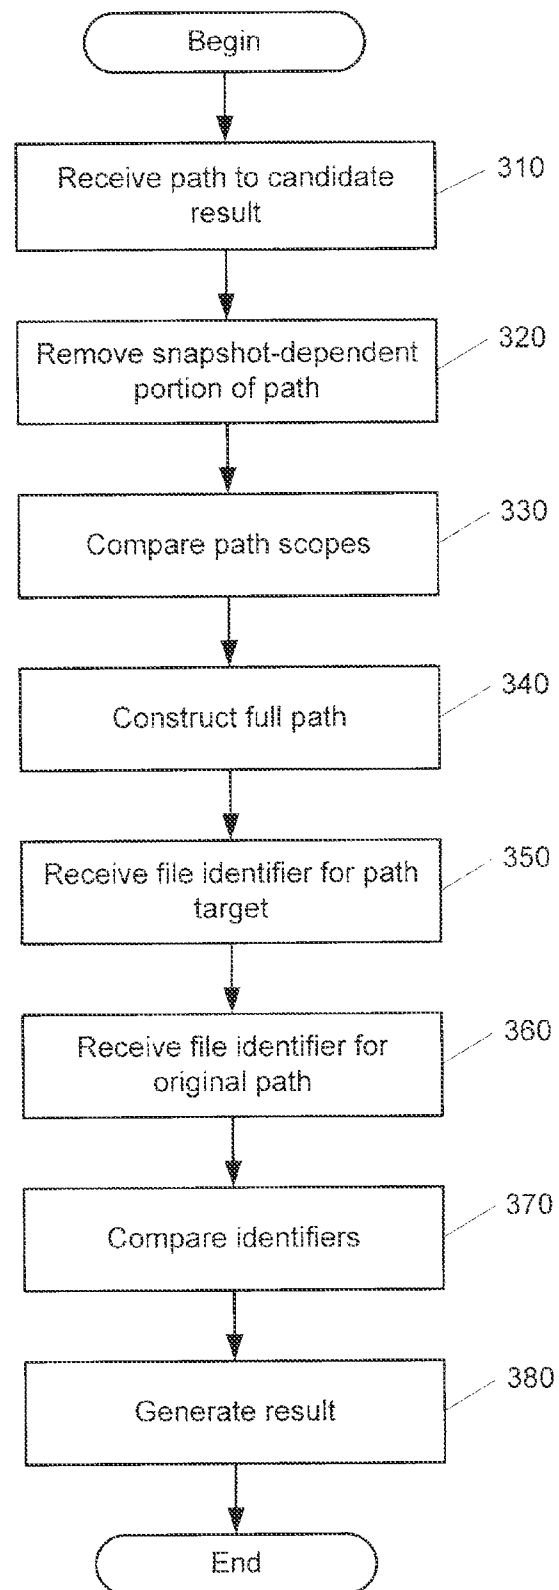 Begin
Receive path to candidate
result
310
Remove snapshot-dependent
portion of path
320
Compare path scopes
330
Construct full path
340
Receive file identifier for path
target
350
Receive file identifier for
original path
360
Compare identifiers
370
Generate result
380
End